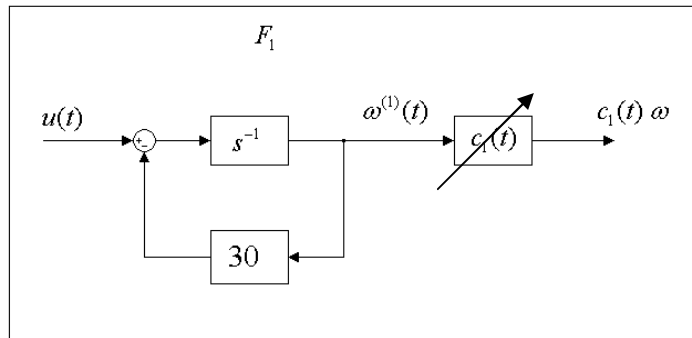 F₁
u(t)
+
−
s⁻¹
ω⁽¹⁾(t)
c₁(t)
c₁(t) ω
30